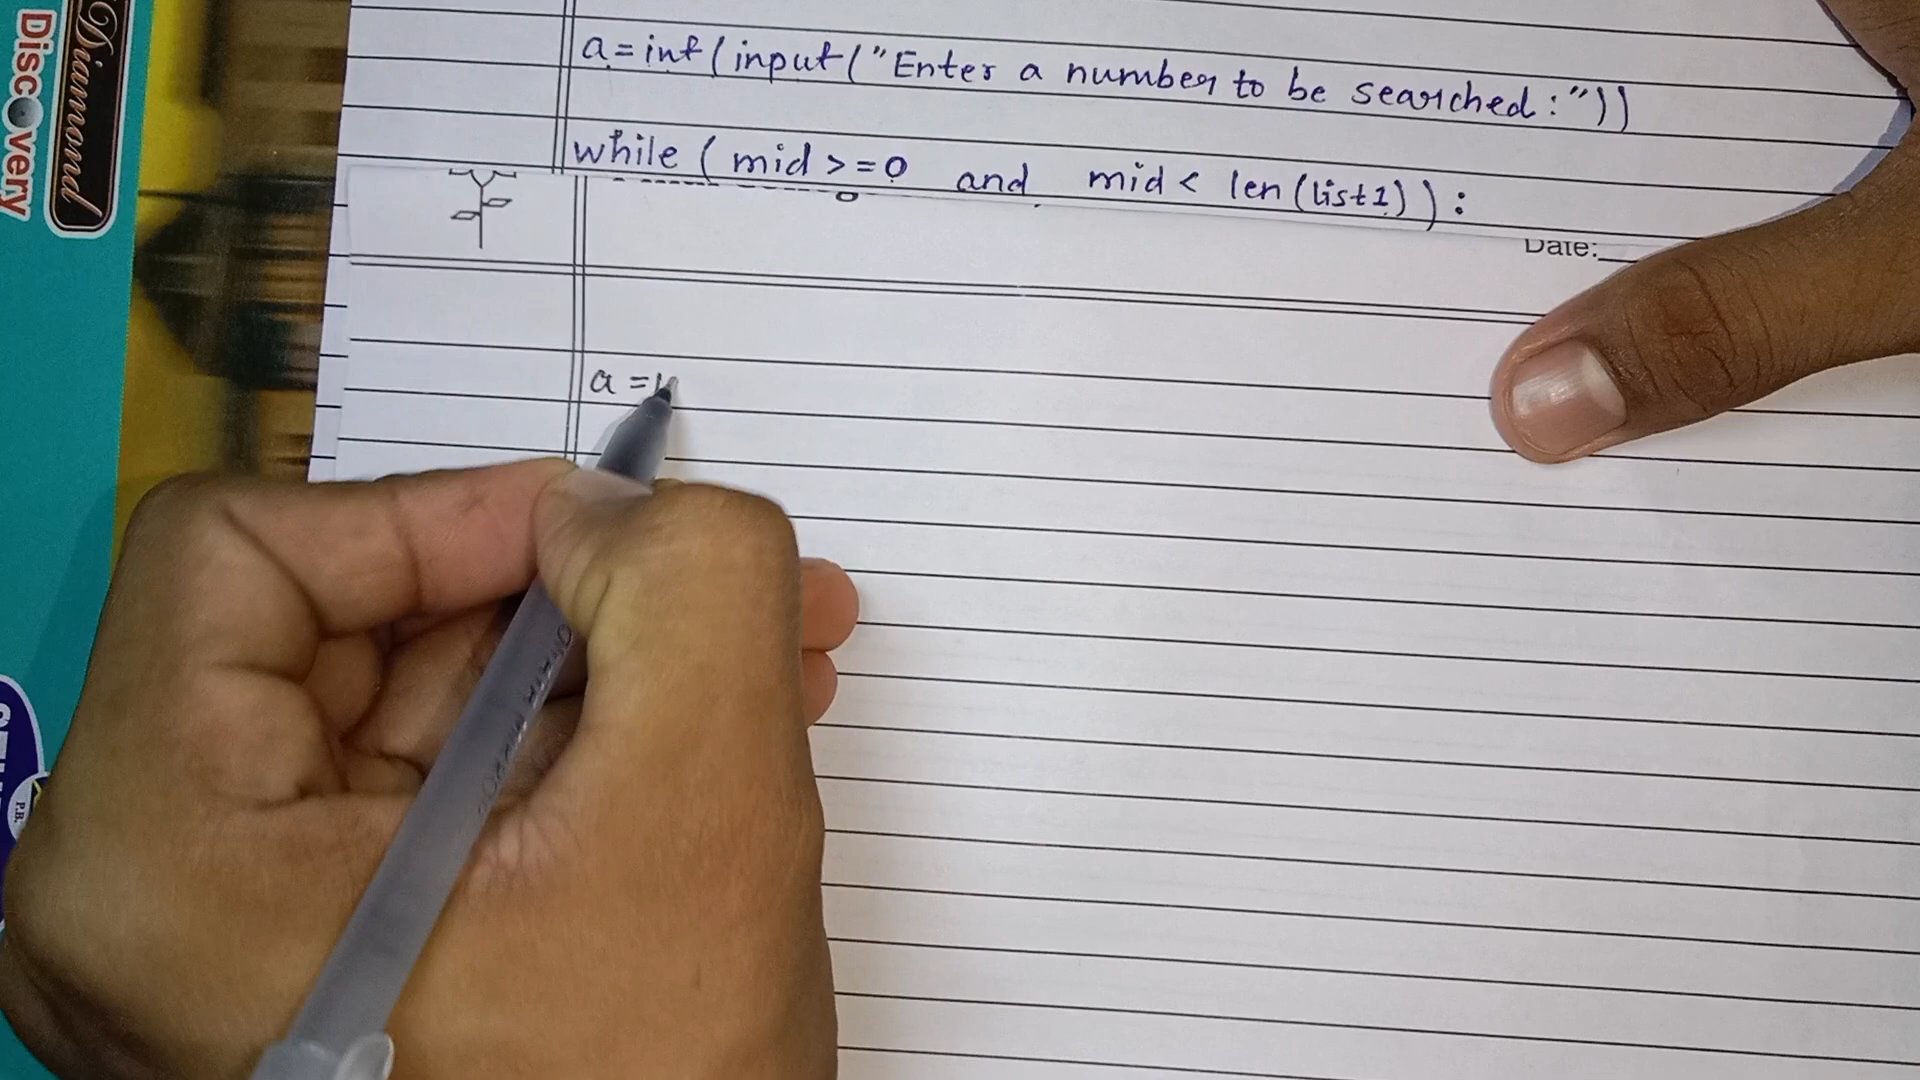 Diamond
Discovery
a=int(input("Enter a number to be searched:"))
while (mid>=0 and mid< len(list1)):
Date:
a =
P.B.